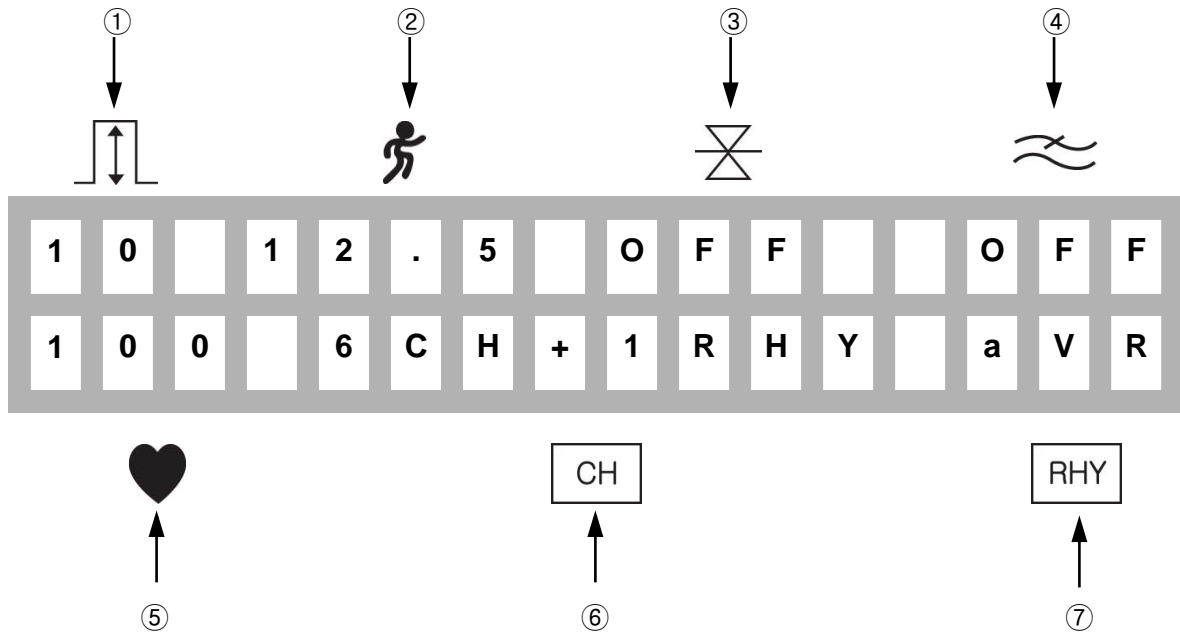 ① ② ③ ④
10 12.5 OFF OFF
100 6CH+1RHY aVR
CH RHY
⑤ ⑥ ⑦